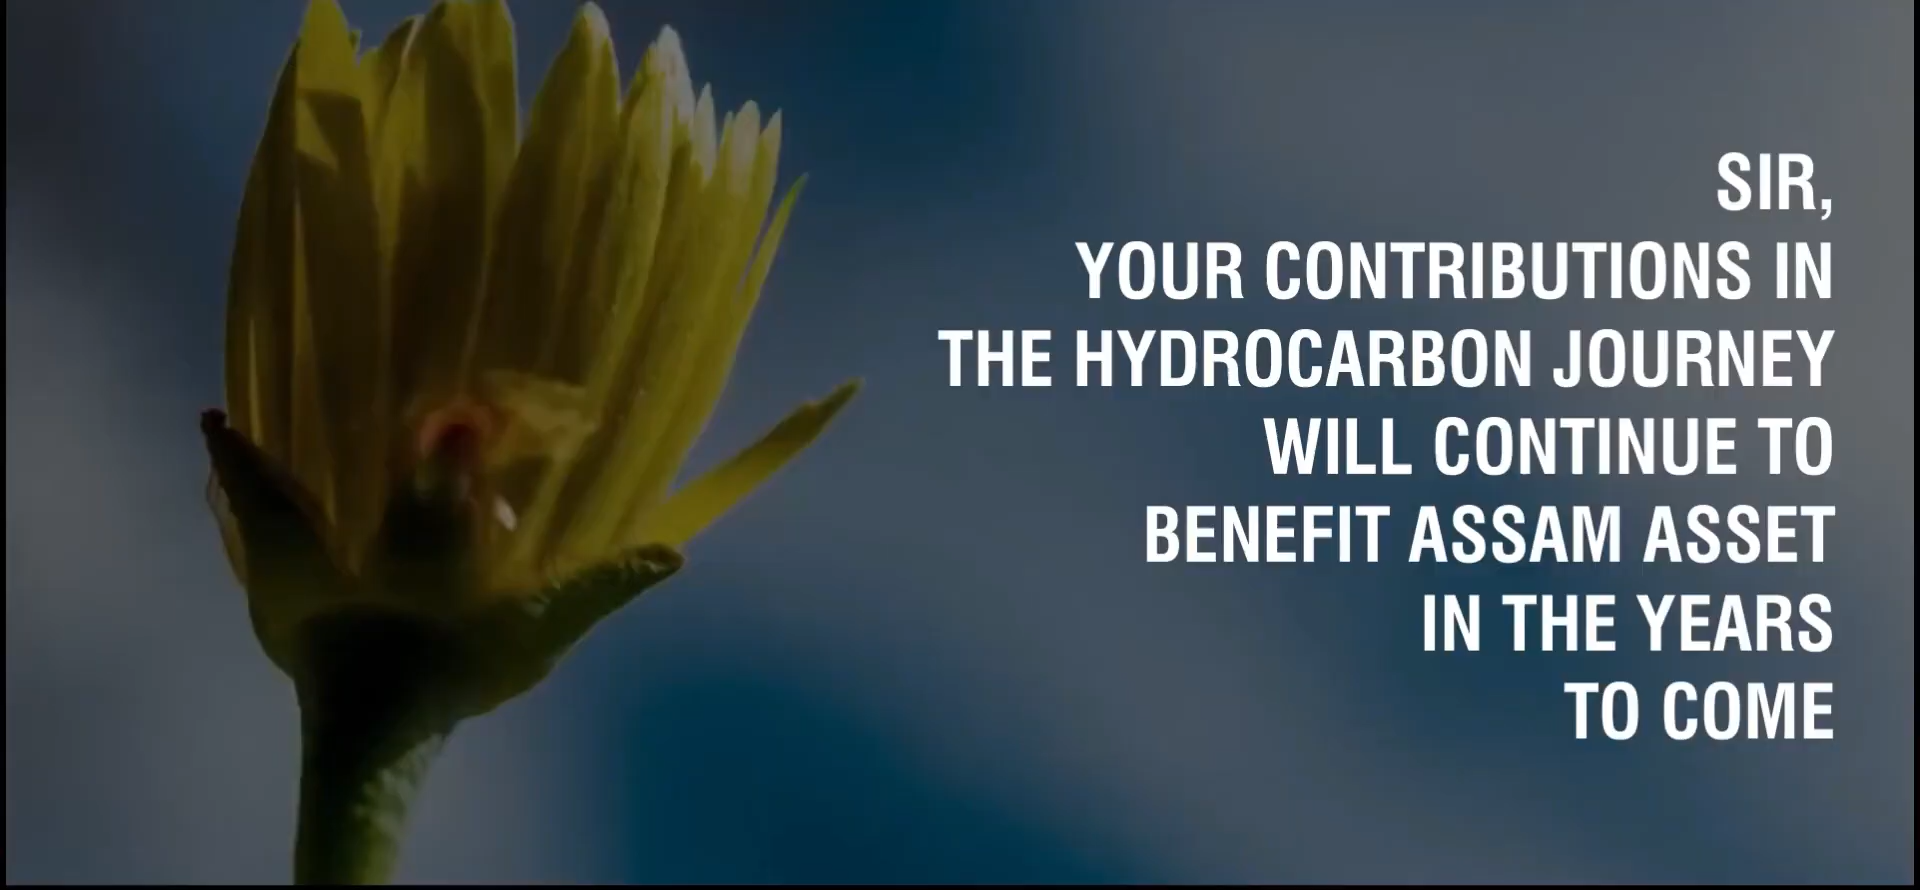 SIR,
YOUR CONTRIBUTIONS IN
THE HYDROCARBON JOURNEY
WILL CONTINUE TO
BENEFIT ASSAM ASSET
IN THE YEARS
TO COME